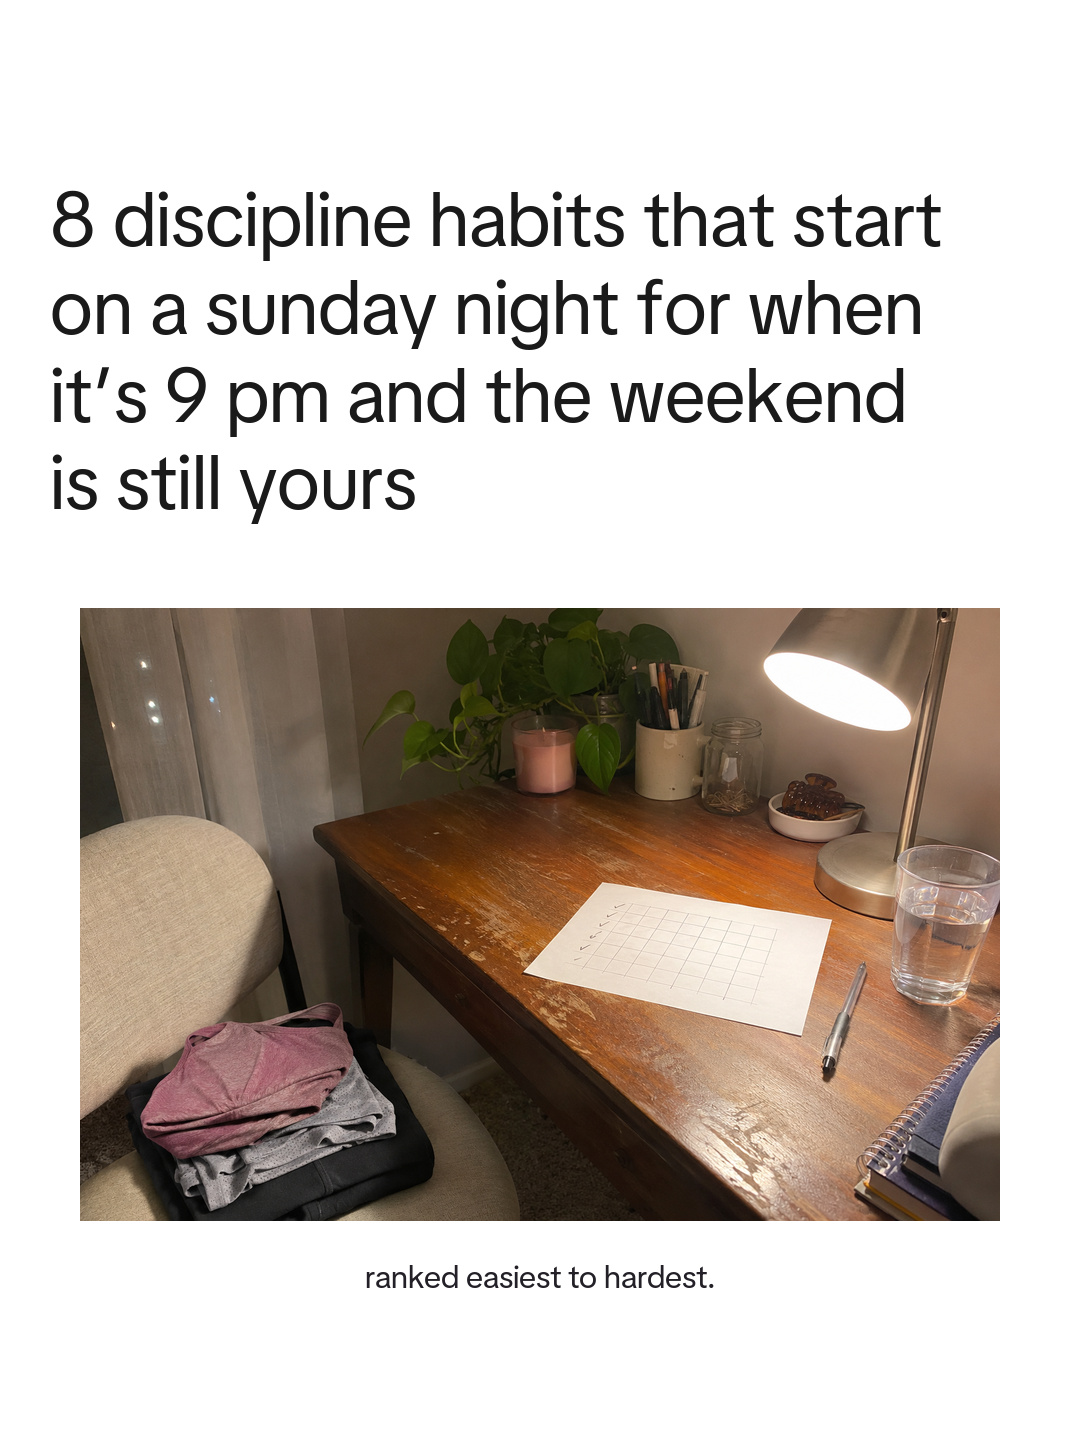 8 discipline habits that start
on a sunday night for when
it’s 9 pm and the weekend
is still yours
ranked easiest to hardest.